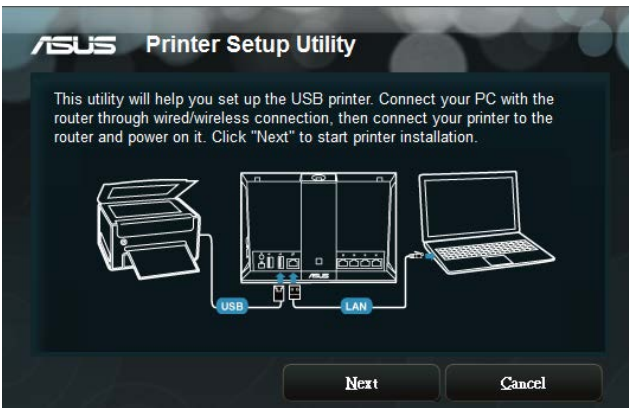 ASUS Printer Setup Utility
This utility will help you set up the USB printer. Connect your PC with the
router through wired/wireless connection, then connect your printer to the
router and power on it. Click "Next" to start printer installation.
ASUS
USB
LAN
Next
Cancel